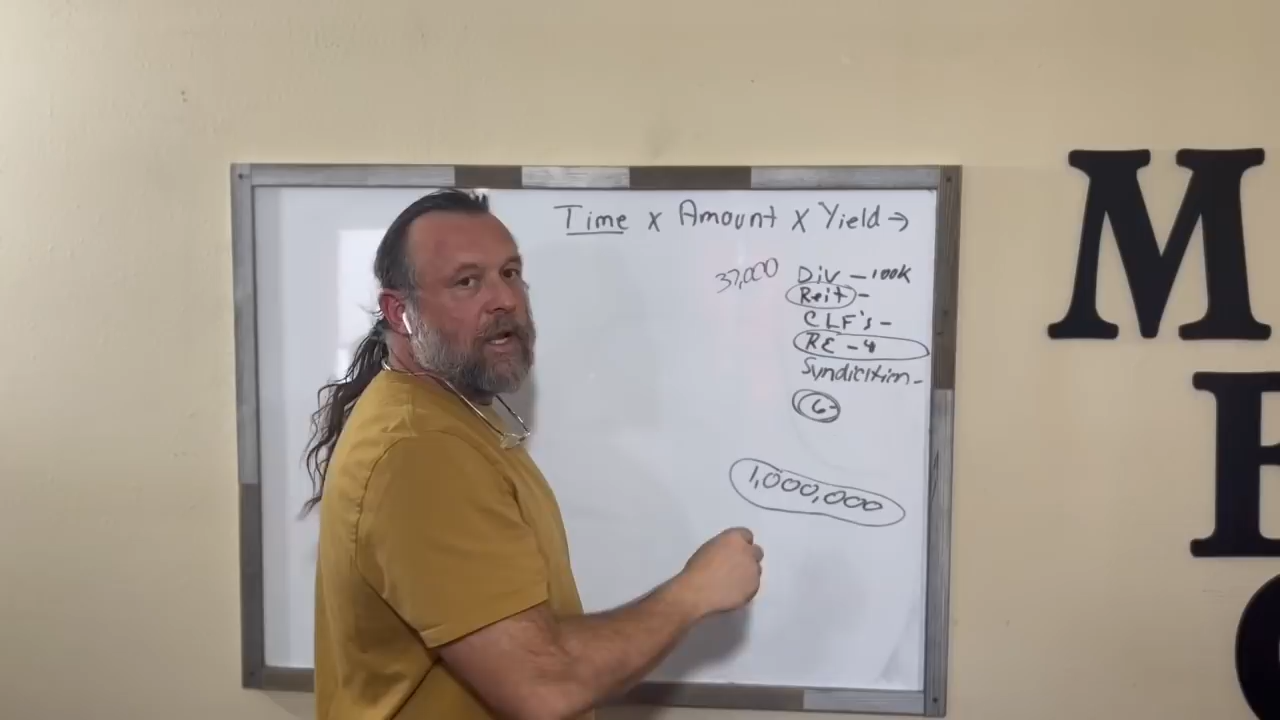 Time x Amount x Yield →
37,000
Div - 100K
Reit -
CLF's -
RE - 4
Syndication -
6-
1,000,000
M